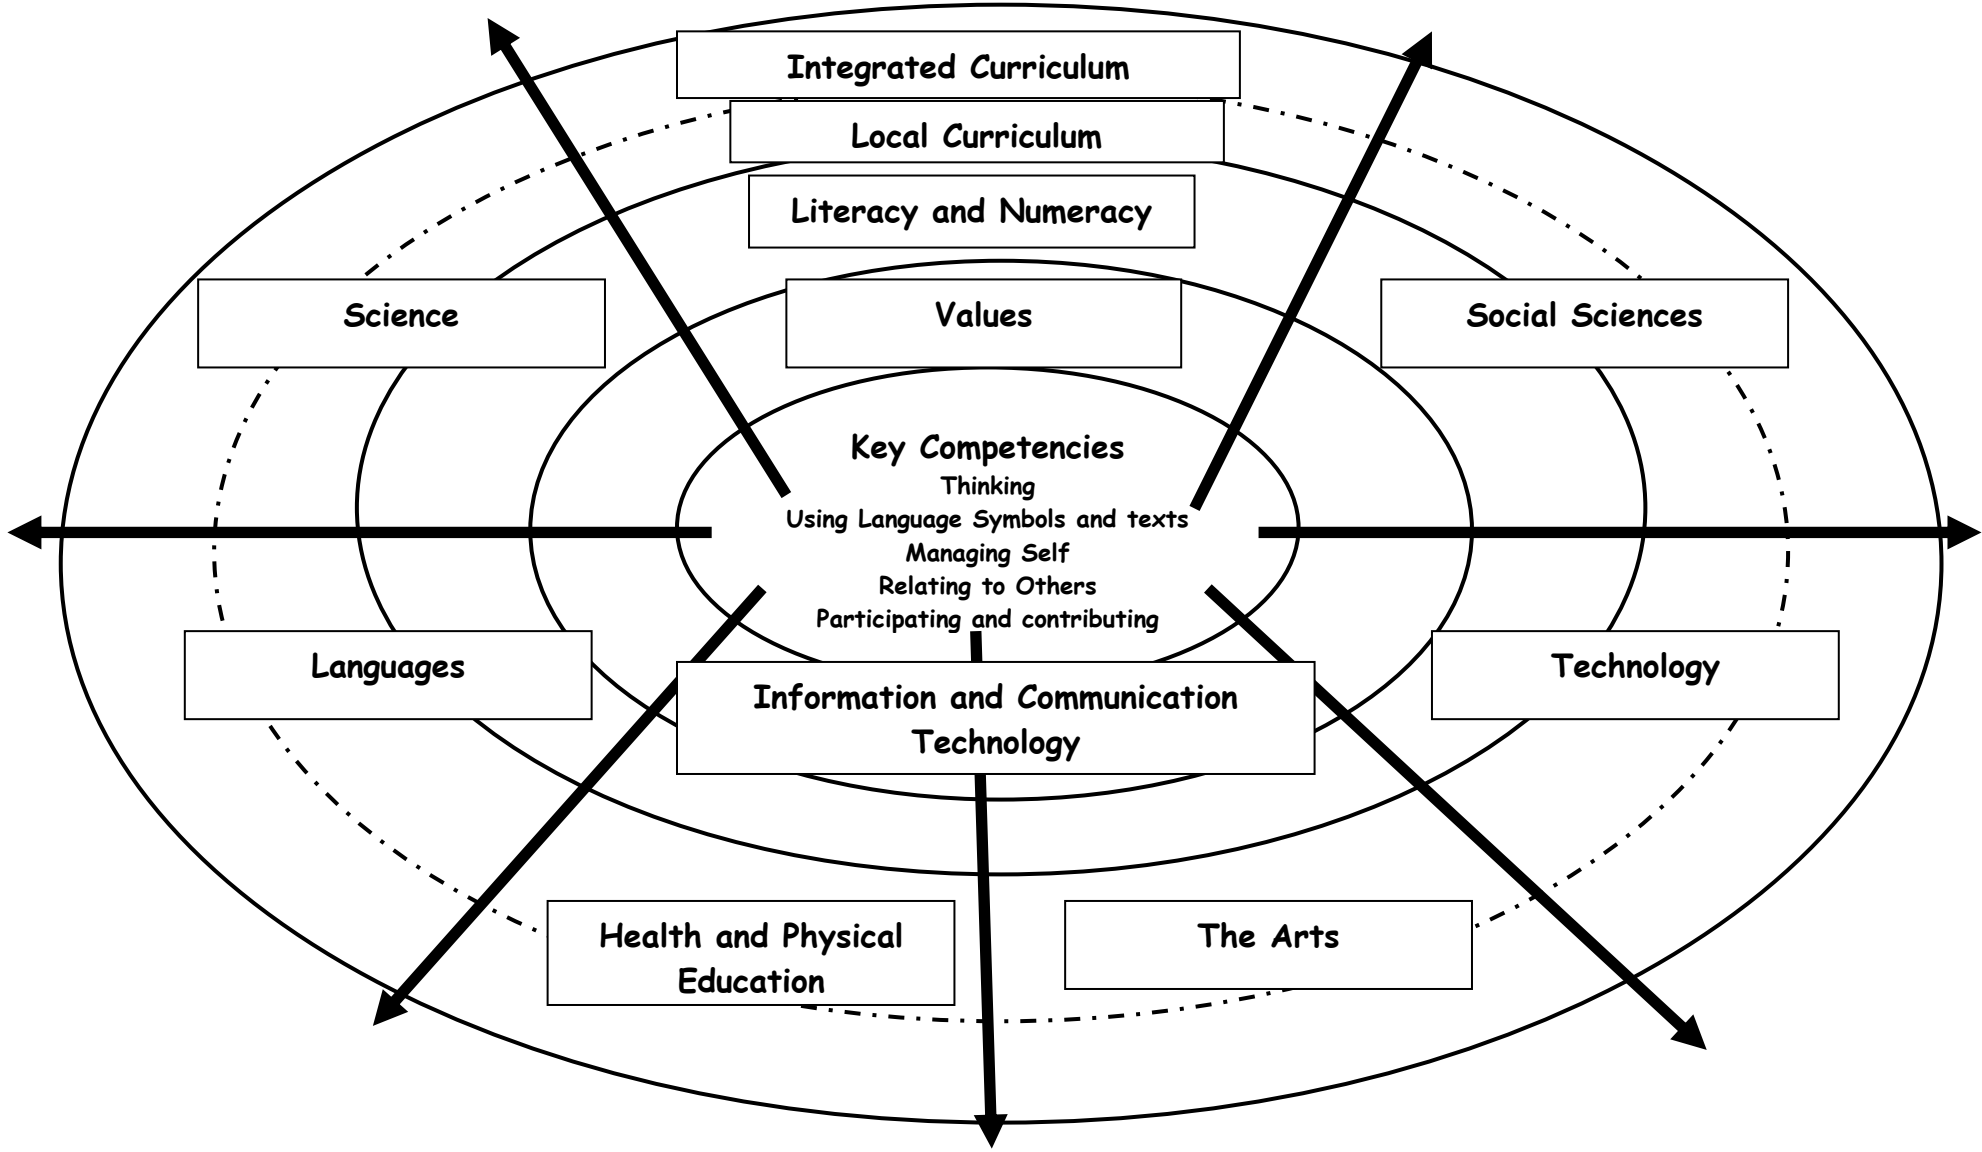 Integrated Curriculum
Local Curriculum
Literacy and Numeracy
Science
Values
Social Sciences
Key Competencies
Thinking
Using Language Symbols and texts
Managing Self
Relating to Others
Participating and contributing
Languages
Information and Communication
Technology
Technology
Health and Physical
Education
The Arts